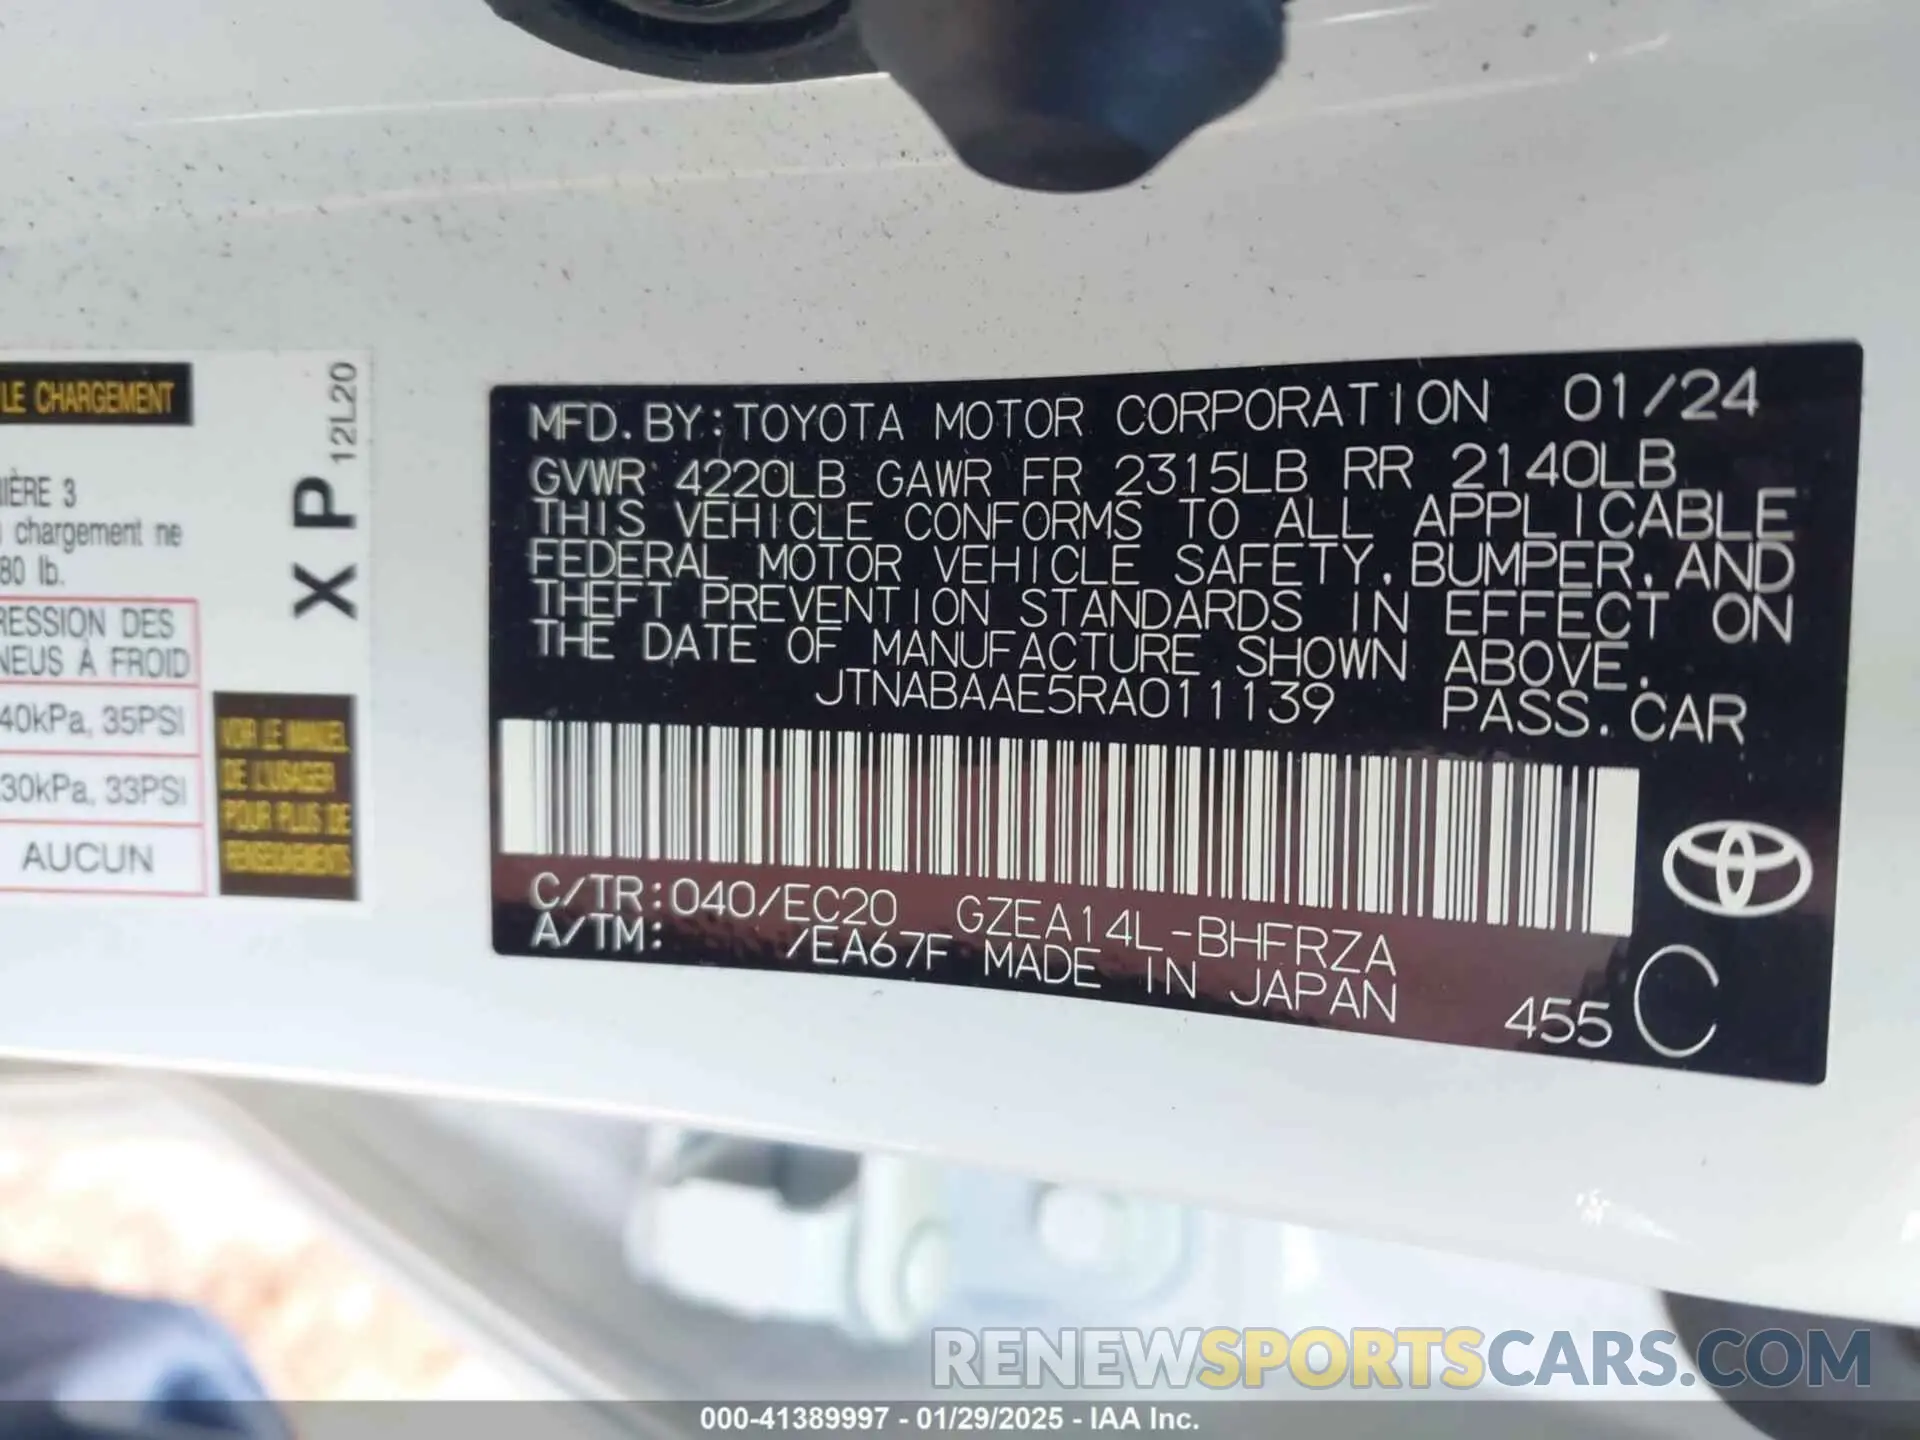 LE CHARGEMENT
IÈRE 3
chargement ne
80 lb.
RESSION DES
NEUS À FROID
40kPa, 35PSI
30kPa, 33PSI
AUCUN
X P 12L20
VOIR LE MANUEL
DE L'USAGER
POUR PLUS DE
RENSEIGNEMENTS
MFD. BY: TOYOTA MOTOR CORPORATION 01/24
GVWR 4220LB GAWR FR 2315LB RR 2140LB
THIS VEHICLE CONFORMS TO ALL APPLICABLE
FEDERAL MOTOR VEHICLE SAFETY, BUMPER, AND
THEFT PREVENTION STANDARDS IN EFFECT ON
THE DATE OF MANUFACTURE SHOWN ABOVE.
JTNABAAE5RA011139 PASS. CAR
C/TR: 040/EC20 GZEA14L-BHFRZA
A/TM: /EA67F MADE IN JAPAN
455 C
RENEWSPORTSCARS.COM
000-41389997 - 01/29/2025 - IAA Inc.